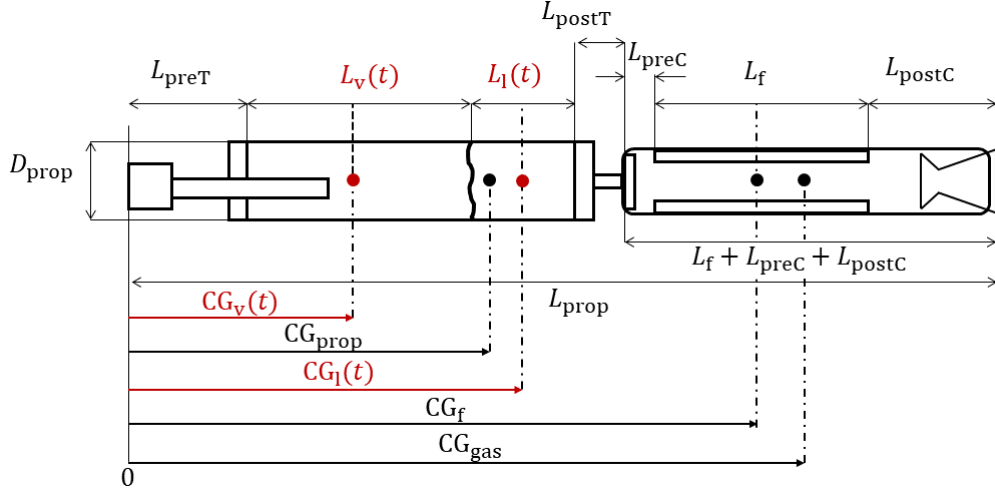 L_postT
L_preT
L_v(t)
L_l(t)
L_preC
L_f
L_postC
D_prop
L_f + L_preC + L_postC
L_prop
CG_v(t)
CG_prop
CG_l(t)
CG_f
CG_gas
0